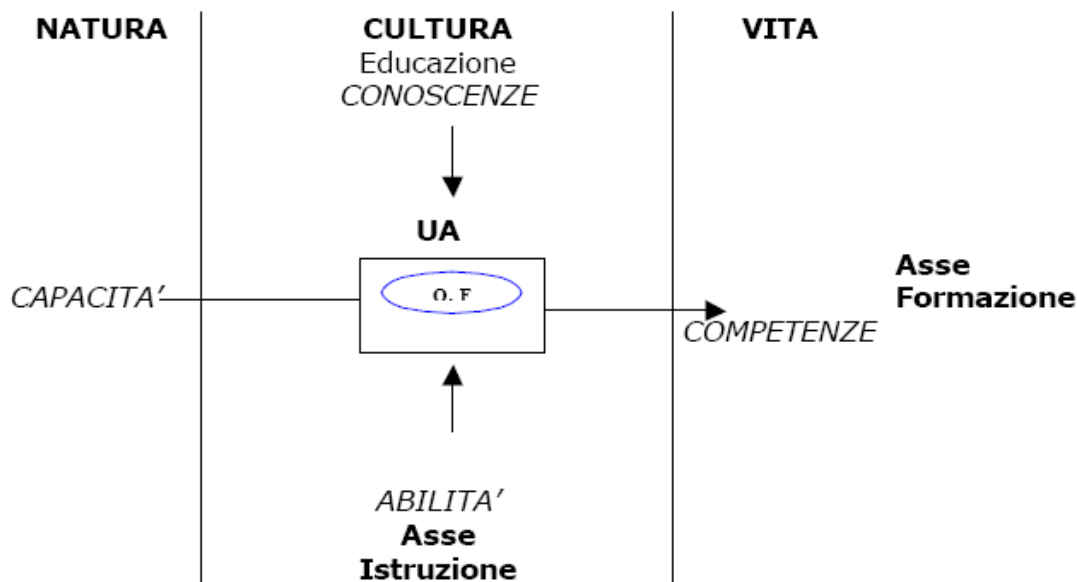 NATURA
CULTURA
VITA
Educazione
CONOSCENZE
UA
O. F
CAPACITA’
COMPETENZE
Asse
Formazione
ABILITA’
Asse
Istruzione